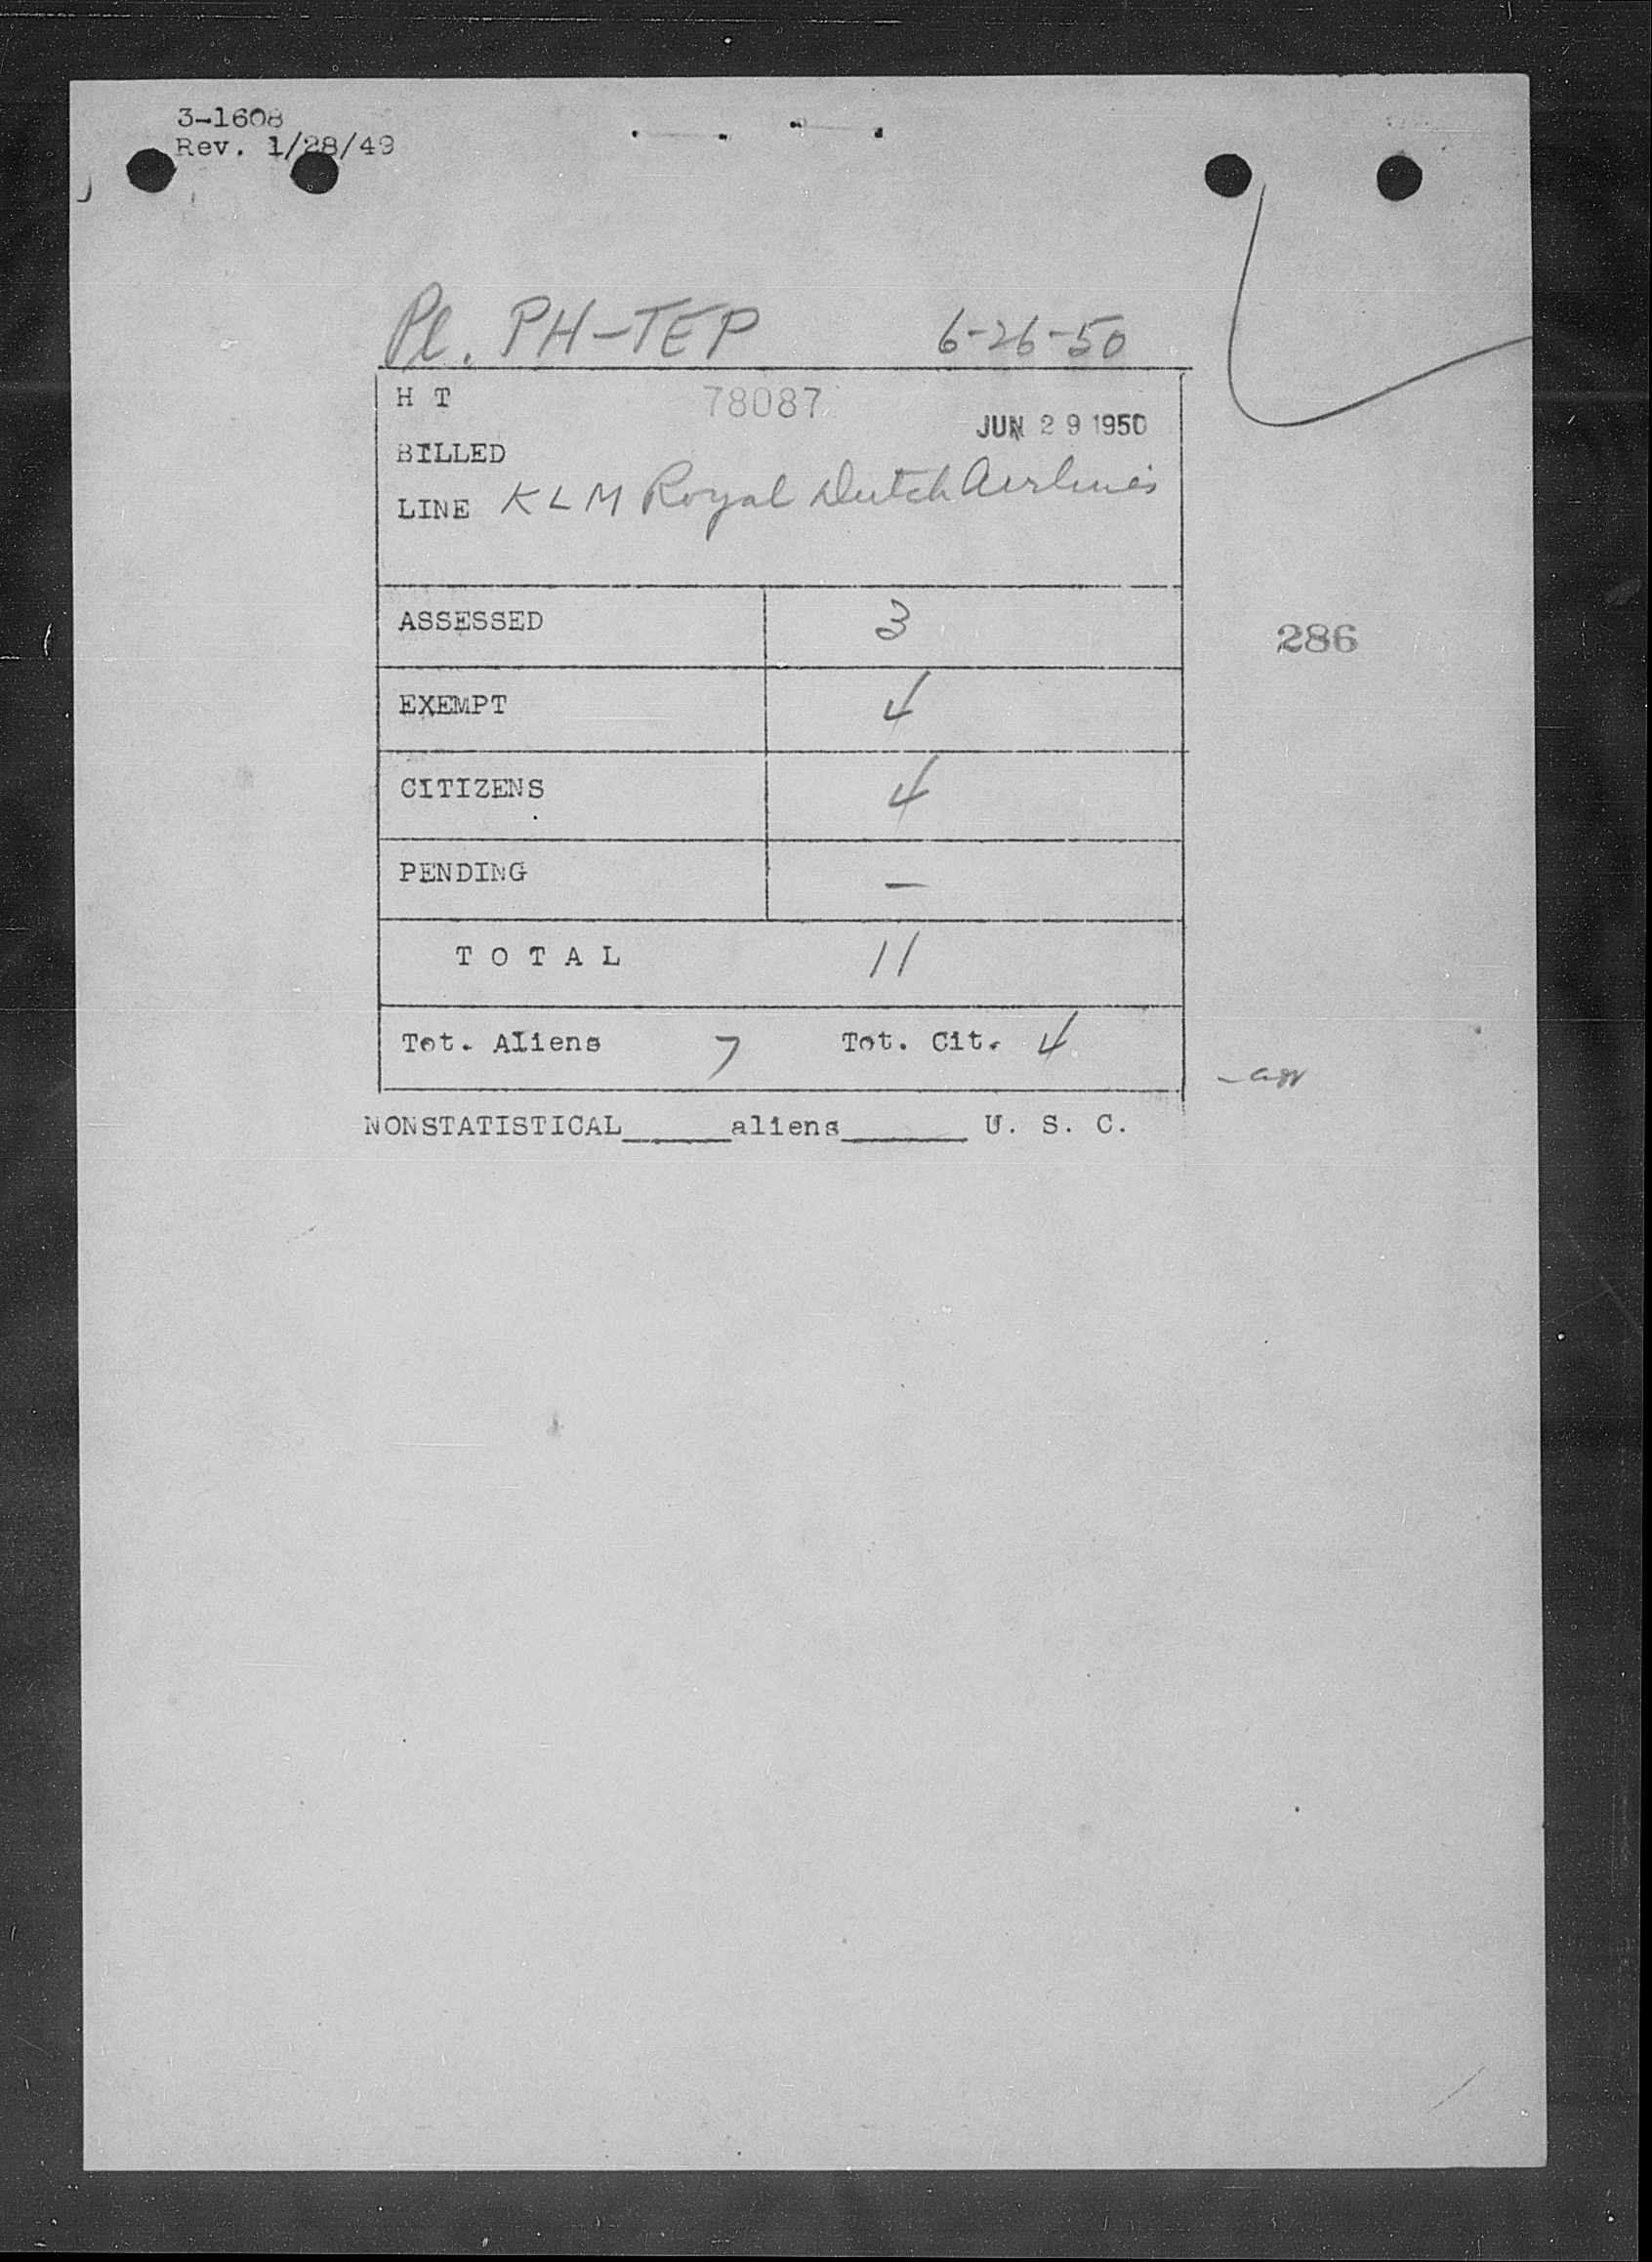 3-1608
Rev. 1/28/49
Pl. PH-TEP 6-26-50
H T 78087
JUN 29 1950
BILLED
LINE KLM Royal Dutch Airlines
ASSESSED 3
286
EXEMPT 4
CITIZENS 4
PENDING —
TOTAL 11
Tot. Aliens 7 Tot. Cit. 4
NONSTATISTICAL_____aliens______ U. S. C.